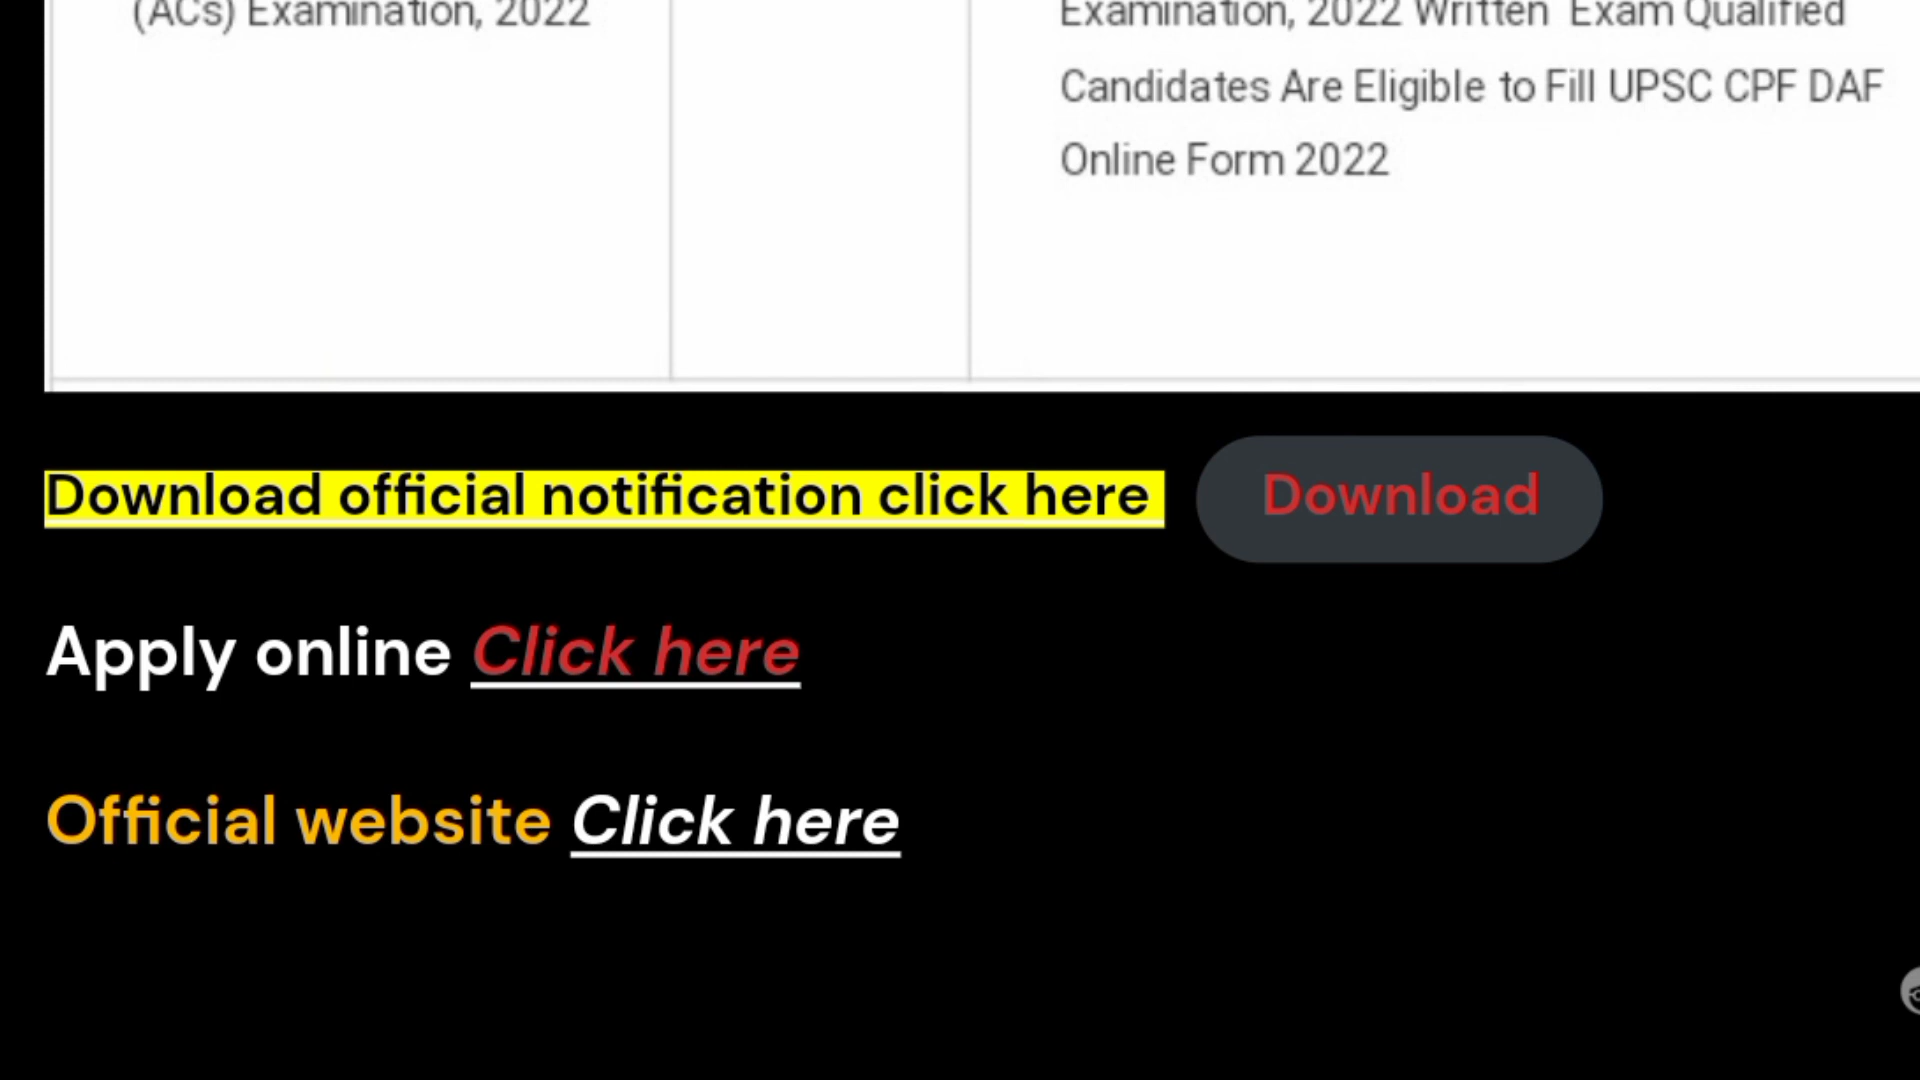 (ACs) Examination, 2022
Examination, 2022 Written Exam Qualified
Candidates Are Eligible to Fill UPSC CPF DAF
Online Form 2022
Download official notification click here Download
Apply online Click here
Official website Click here